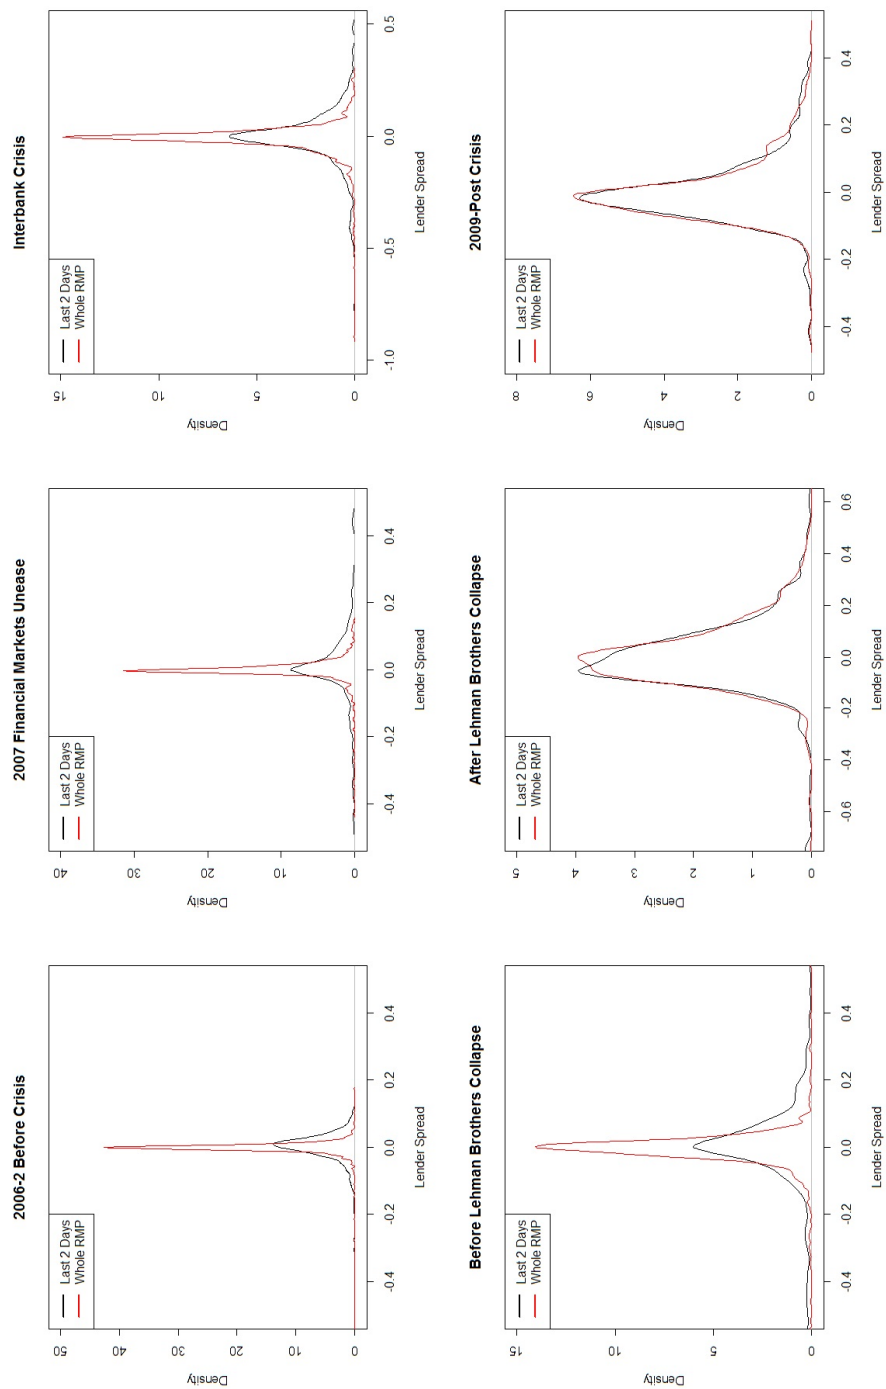 2006-2 Before Crisis
Last 2 Days
Whole RMP
Density
50
40
30
20
10
0
-0.4 -0.2 0.0 0.2 0.4
Lender Spread
2007 Financial Markets Unease
Last 2 Days
Whole RMP
Density
40
30
20
10
0
-0.4 -0.2 0.0 0.2 0.4
Lender Spread
Interbank Crisis
Last 2 Days
Whole RMP
Density
15
10
5
0
-1.0 -0.5 0.0 0.5
Lender Spread
Before Lehman Brothers Collapse
Last 2 Days
Whole RMP
Density
15
10
5
0
-0.4 -0.2 0.0 0.2 0.4
Lender Spread
After Lehman Brothers Collapse
Last 2 Days
Whole RMP
Density
5
4
3
2
1
0
-0.6 -0.4 -0.2 0.0 0.2 0.4 0.6
Lender Spread
2009-Post Crisis
Last 2 Days
Whole RMP
Density
8
6
4
2
0
-0.4 -0.2 0.0 0.2 0.4
Lender Spread